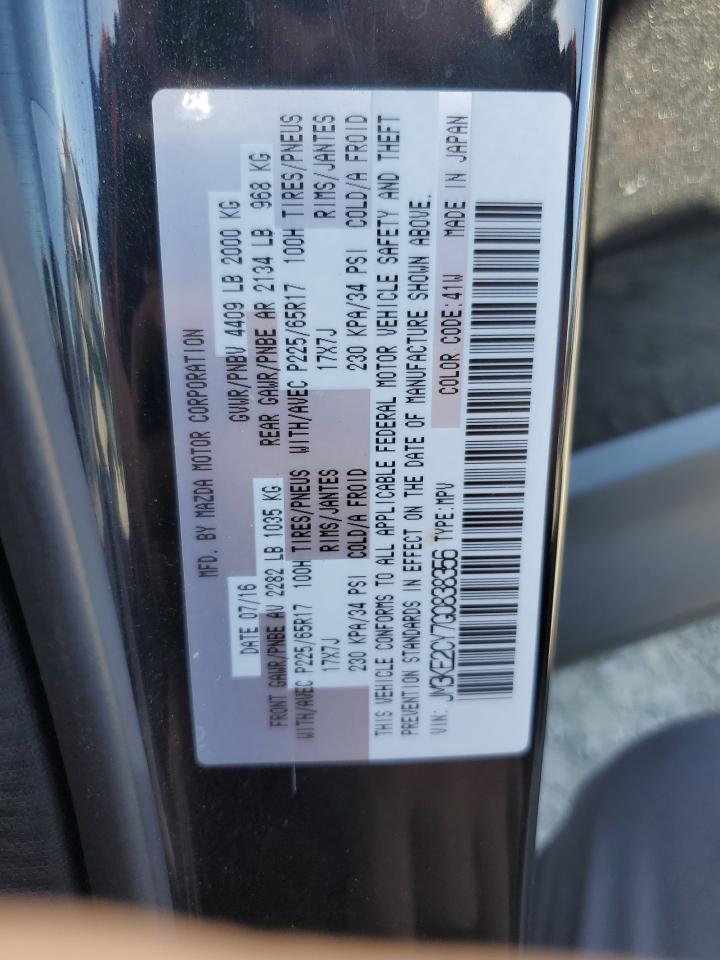 MFD. BY MAZDA MOTOR CORPORATION
DATE 07/16 GVWR/PNBV 4409 LB 2000 KG
FRONT GAWR/PNBE AV 2282 LB 1035 KG REAR GAWR/PNBE AR 2134 LB 968 KG
WITH/AVEC P225/65R17 100H TIRES/PNEUS WITH/AVEC P225/65R17 100H TIRES/PNEUS
17X7J RIMS/JANTES 17X7J RIMS/JANTES
230 KPA/34 PSI COLD/A FROID 230 KPA/34 PSI COLD/A FROID
THIS VEHICLE CONFORMS TO ALL APPLICABLE FEDERAL MOTOR VEHICLE SAFETY AND THEFT
PREVENTION STANDARDS IN EFFECT ON THE DATE OF MANUFACTURE SHOWN ABOVE.
VIN: JM3KE2CY7G0838356 TYPE:MPV COLOR CODE:41W MADE IN JAPAN